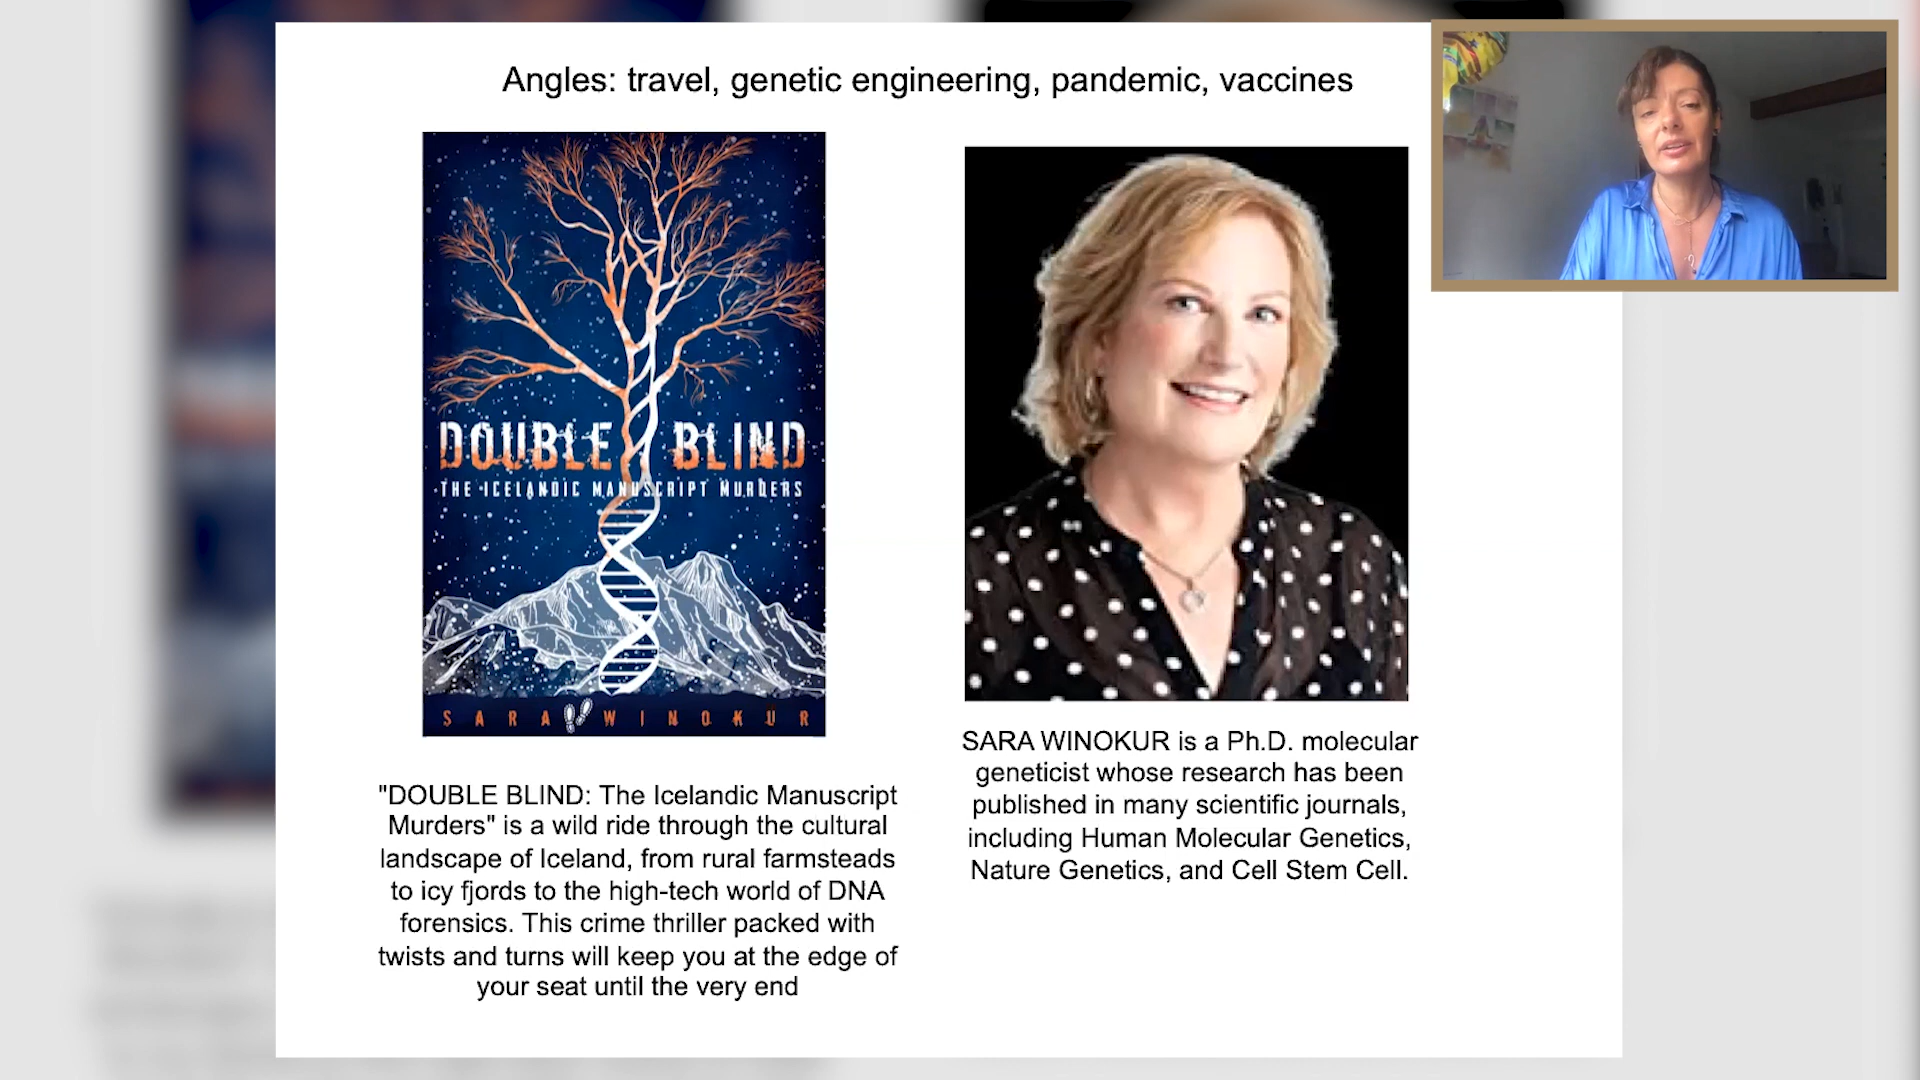 Angles: travel, genetic engineering, pandemic, vaccines
DOUBLE BLIND
THE ICELANDIC MANUSCRIPT MURDERS
SARA WINOKUR
"DOUBLE BLIND: The Icelandic Manuscript
Murders" is a wild ride through the cultural
landscape of Iceland, from rural farmsteads
to icy fjords to the high-tech world of DNA
forensics. This crime thriller packed with
twists and turns will keep you at the edge of
your seat until the very end
SARA WINOKUR is a Ph.D. molecular
geneticist whose research has been
published in many scientific journals,
including Human Molecular Genetics,
Nature Genetics, and Cell Stem Cell.